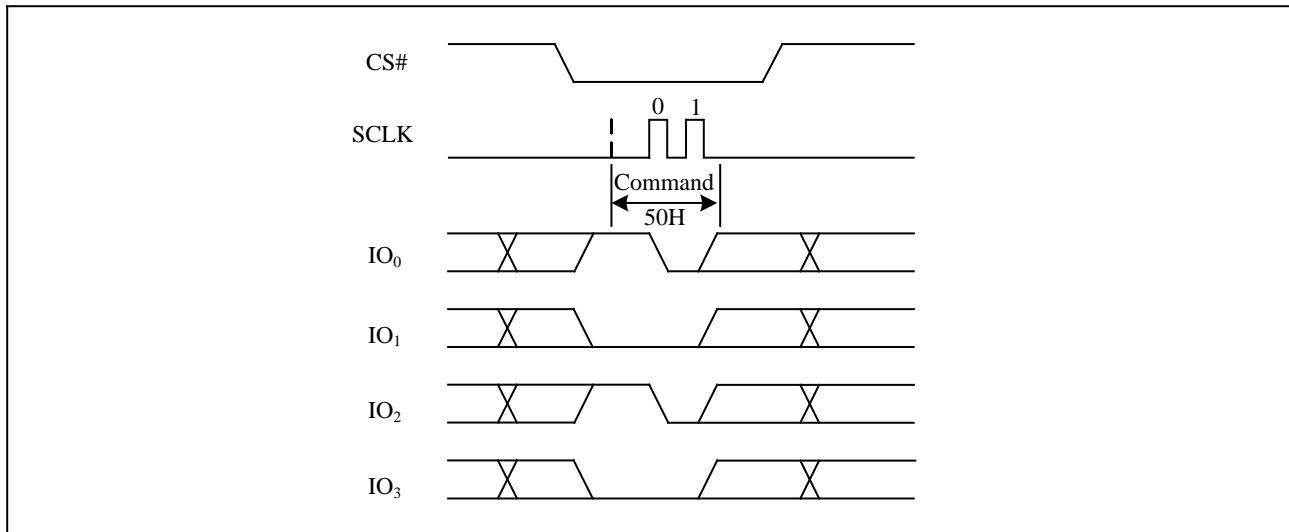 CS#
0 1
SCLK
Command
50H
IO0
IO1
IO2
IO3